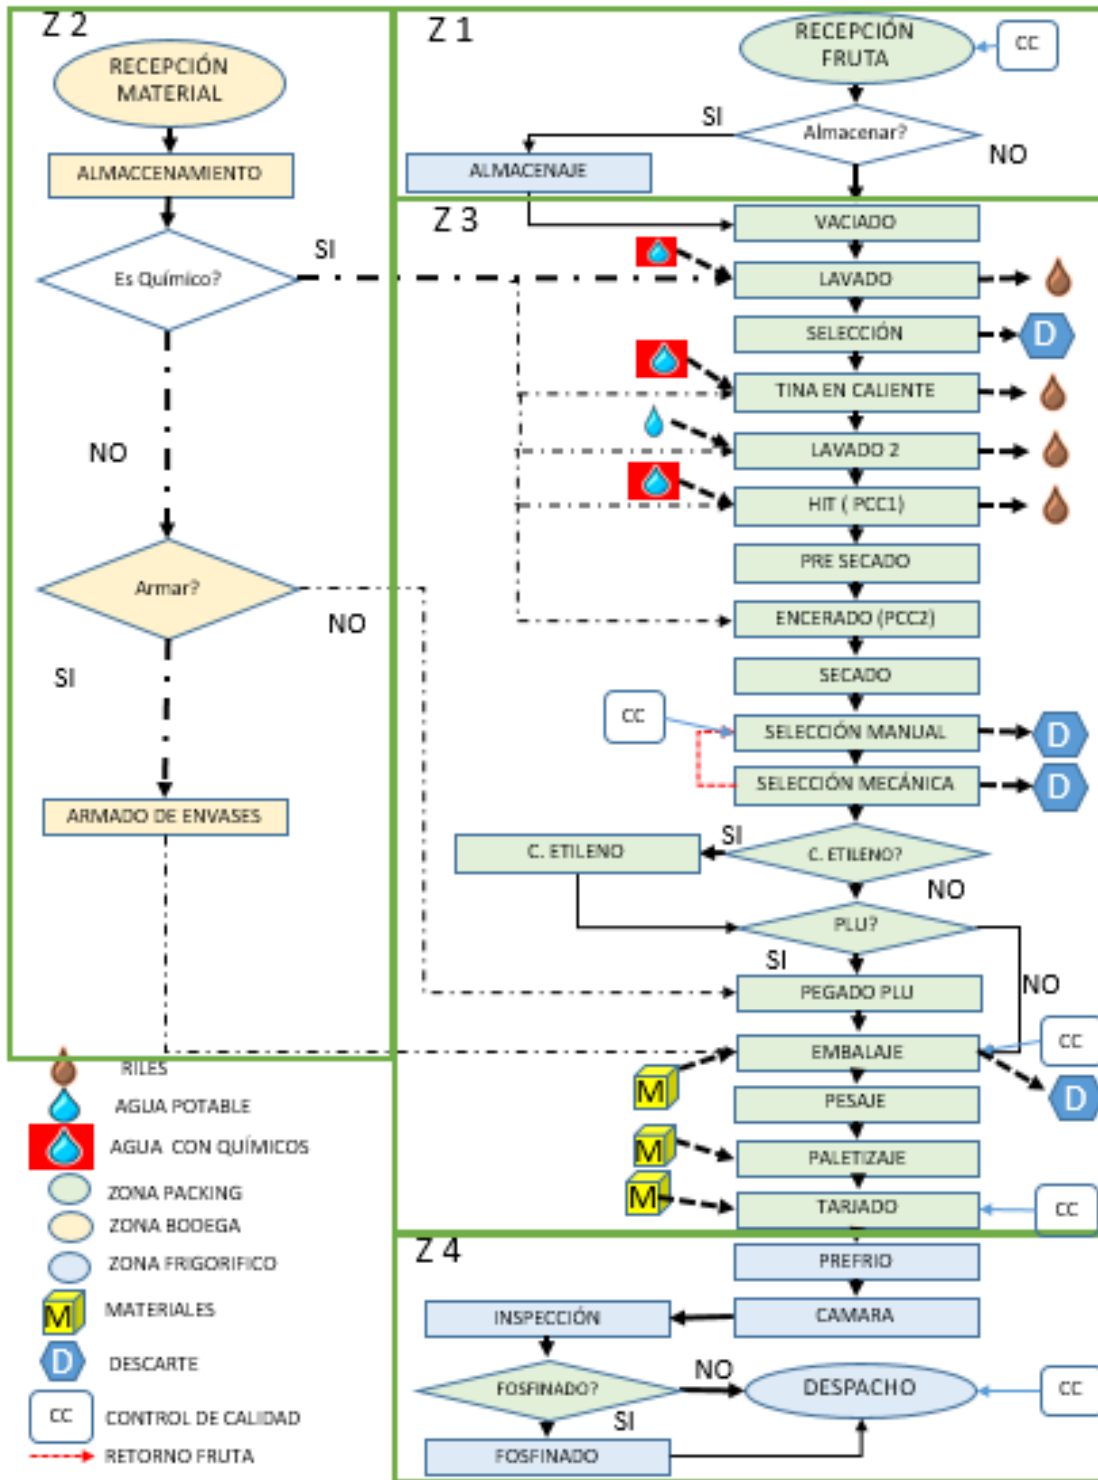 Z 2
RECEPCIÓN
MATERIAL
ALMACCENAMIENTO
Es Químico?
SI
NO
Armar?
NO
SI
ARMADO DE ENVASES
Z 1
RECEPCIÓN
FRUTA
CC
Almacenar?
SI
NO
ALMACENAJE
Z 3
VACIADO
LAVADO
SELECCIÓN
D
TINA EN CALIENTE
LAVADO 2
HIT ( PCC1)
PRE SECADO
ENCERADO (PCC2)
SECADO
CC
SELECCIÓN MANUAL
D
SELECCIÓN MECÁNICA
D
SI
C. ETILENO
C. ETILENO?
NO
PLU?
SI
NO
PEGADO PLU
EMBALAJE
CC
M
D
PESAJE
M
PALETIZAJE
M
TARJADO
CC
Z 4
PREFRIO
CAMARA
INSPECCIÓN
FOSFINADO?
NO
SI
DESPACHO
CC
FOSFINADO
RILES
AGUA POTABLE
AGUA CON QUÍMICOS
ZONA PACKING
ZONA BODEGA
ZONA FRIGORIFICO
M MATERIALES
D DESCARTE
CC CONTROL DE CALIDAD
RETORNO FRUTA